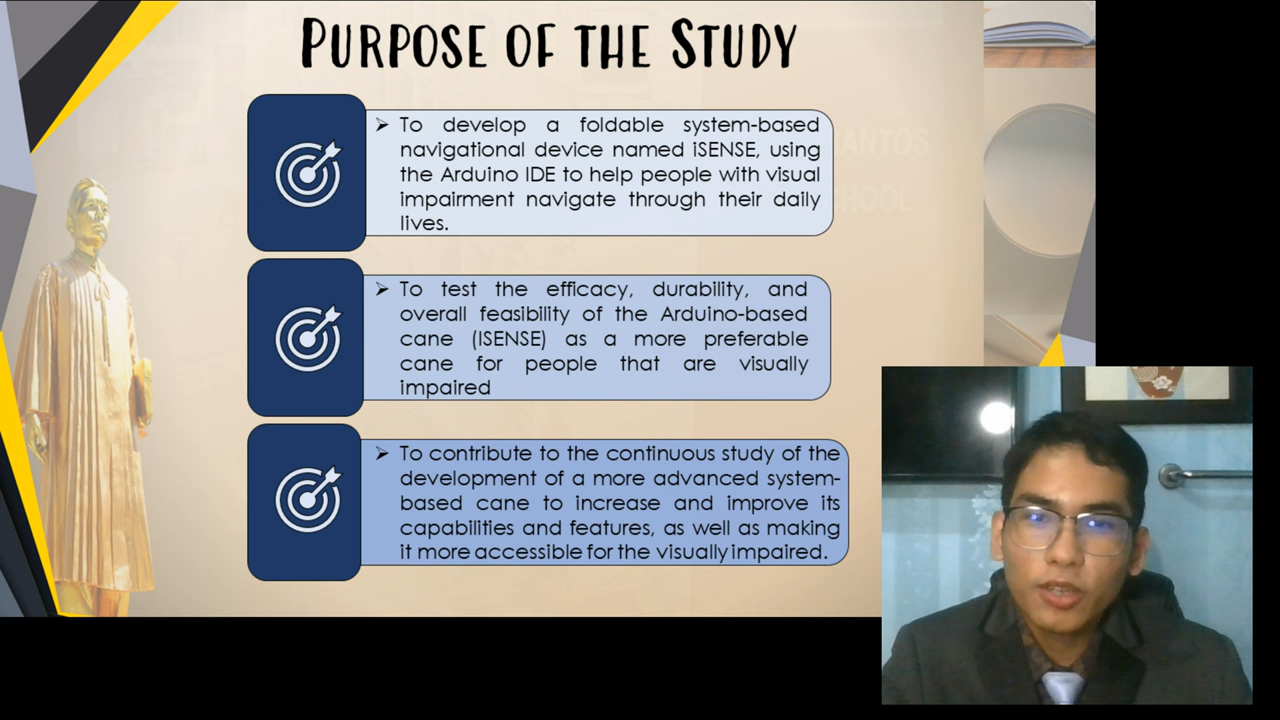 PURPOSE OF THE STUDY
➤ To develop a foldable system-based
navigational device named iSENSE, using
the Arduino IDE to help people with visual
impairment navigate through their daily
lives.
➤ To test the efficacy, durability, and
overall feasibility of the Arduino-based
cane (ISENSE) as a more preferable
cane for people that are visually
impaired
➤ To contribute to the continuous study of the
development of a more advanced system-
based cane to increase and improve its
capabilities and features, as well as making
it more accessible for the visually impaired.